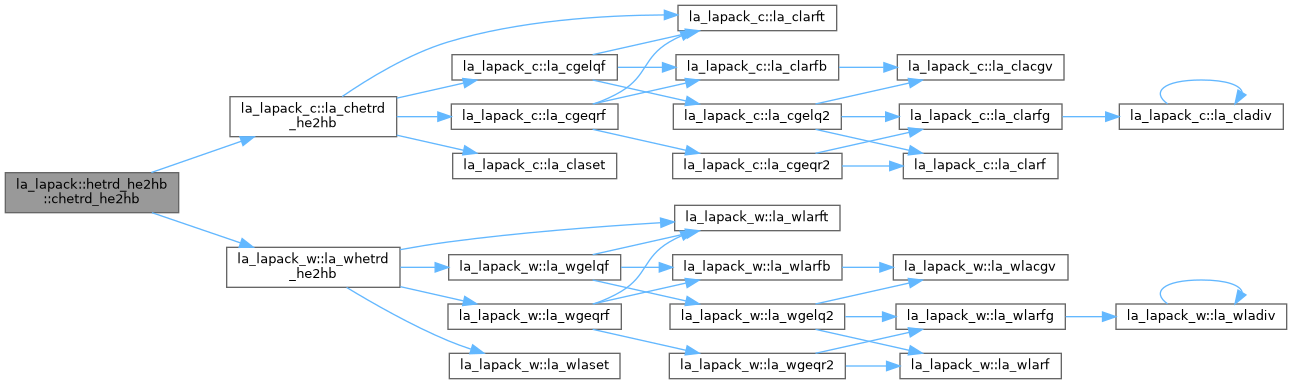 la_lapack::hetrd_he2hb
::chetrd_he2hb
la_lapack_c::la_chetrd
_he2hb
la_lapack_c::la_clarft
la_lapack_c::la_cgelqf
la_lapack_c::la_cgeqrf
la_lapack_c::la_claset
la_lapack_c::la_clarfb
la_lapack_c::la_cgelq2
la_lapack_c::la_cgeqr2
la_lapack_c::la_clacgv
la_lapack_c::la_clarfg
la_lapack_c::la_clarf
la_lapack_c::la_cladiv
la_lapack_w::la_whetrd
_he2hb
la_lapack_w::la_wlarft
la_lapack_w::la_wgelqf
la_lapack_w::la_wgeqrf
la_lapack_w::la_wlaset
la_lapack_w::la_wlarfb
la_lapack_w::la_wgelq2
la_lapack_w::la_wgeqr2
la_lapack_w::la_wlacgv
la_lapack_w::la_wlarfg
la_lapack_w::la_wlarf
la_lapack_w::la_wladiv